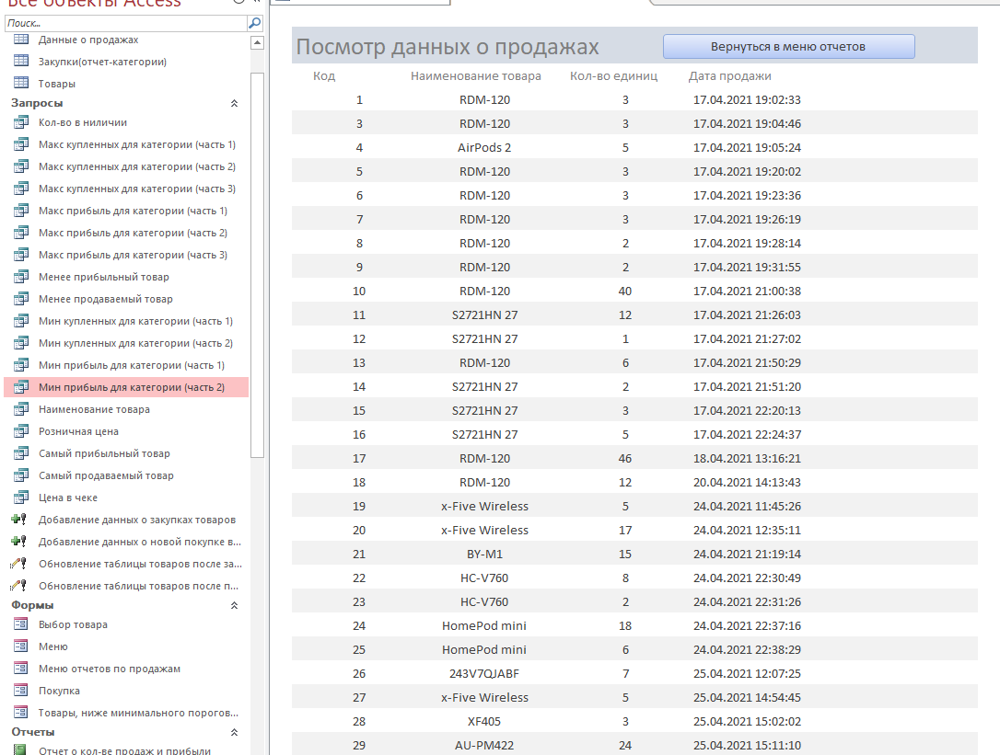 Все объекты Access
Поиск...
Данные о продажах
Закупки(отчет-категории)
Товары
Запросы
Кол-во в ниличии
Макс купленных для категории (часть 1)
Макс купленных для категории (часть 2)
Макс купленных для категории (часть 3)
Макс прибыль для категории (часть 1)
Макс прибыль для категории (часть 2)
Макс прибыль для категории (часть 3)
Менее прибыльный товар
Менее продаваемый товар
Мин купленных для категории (часть 1)
Мин купленных для категории (часть 2)
Мин прибыль для категории (часть 1)
Мин прибыль для категории (часть 2)
Наименование товара
Розничная цена
Самый прибыльный товар
Самый продаваемый товар
Цена в чеке
Добавление данных о закупках товаров
Добавление данных о новой покупке в...
Обновление таблицы товаров после за...
Обновление таблицы товаров после п...
Формы
Выбор товара
Меню
Меню отчетов по продажам
Покупка
Товары, ниже минимального порогов...
Отчеты
Отчет о кол-ве продаж и прибыли
Посмотр данных о продажах
Вернуться в меню отчетов
Код Наименование товара Кол-во единиц Дата продажи
1 RDM-120 3 17.04.2021 19:02:33
3 RDM-120 3 17.04.2021 19:04:46
4 AirPods 2 5 17.04.2021 19:05:24
5 RDM-120 3 17.04.2021 19:20:02
6 RDM-120 3 17.04.2021 19:23:36
7 RDM-120 3 17.04.2021 19:26:19
8 RDM-120 2 17.04.2021 19:28:14
9 RDM-120 2 17.04.2021 19:31:55
10 RDM-120 40 17.04.2021 21:00:38
11 S2721HN 27 12 17.04.2021 21:26:03
12 S2721HN 27 1 17.04.2021 21:27:02
13 RDM-120 6 17.04.2021 21:50:29
14 S2721HN 27 2 17.04.2021 21:51:20
15 S2721HN 27 3 17.04.2021 22:20:13
16 S2721HN 27 5 17.04.2021 22:24:37
17 RDM-120 46 18.04.2021 13:16:21
18 RDM-120 12 20.04.2021 14:13:43
19 x-Five Wireless 5 24.04.2021 11:45:26
20 x-Five Wireless 17 24.04.2021 12:35:11
21 BY-M1 15 24.04.2021 21:19:14
22 HC-V760 8 24.04.2021 22:30:49
23 HC-V760 2 24.04.2021 22:31:26
24 HomePod mini 18 24.04.2021 22:37:16
25 HomePod mini 6 24.04.2021 22:38:29
26 243V7QJABF 7 25.04.2021 12:07:25
27 x-Five Wireless 5 25.04.2021 14:54:45
28 XF405 3 25.04.2021 15:02:02
29 AU-PM422 24 25.04.2021 15:11:10